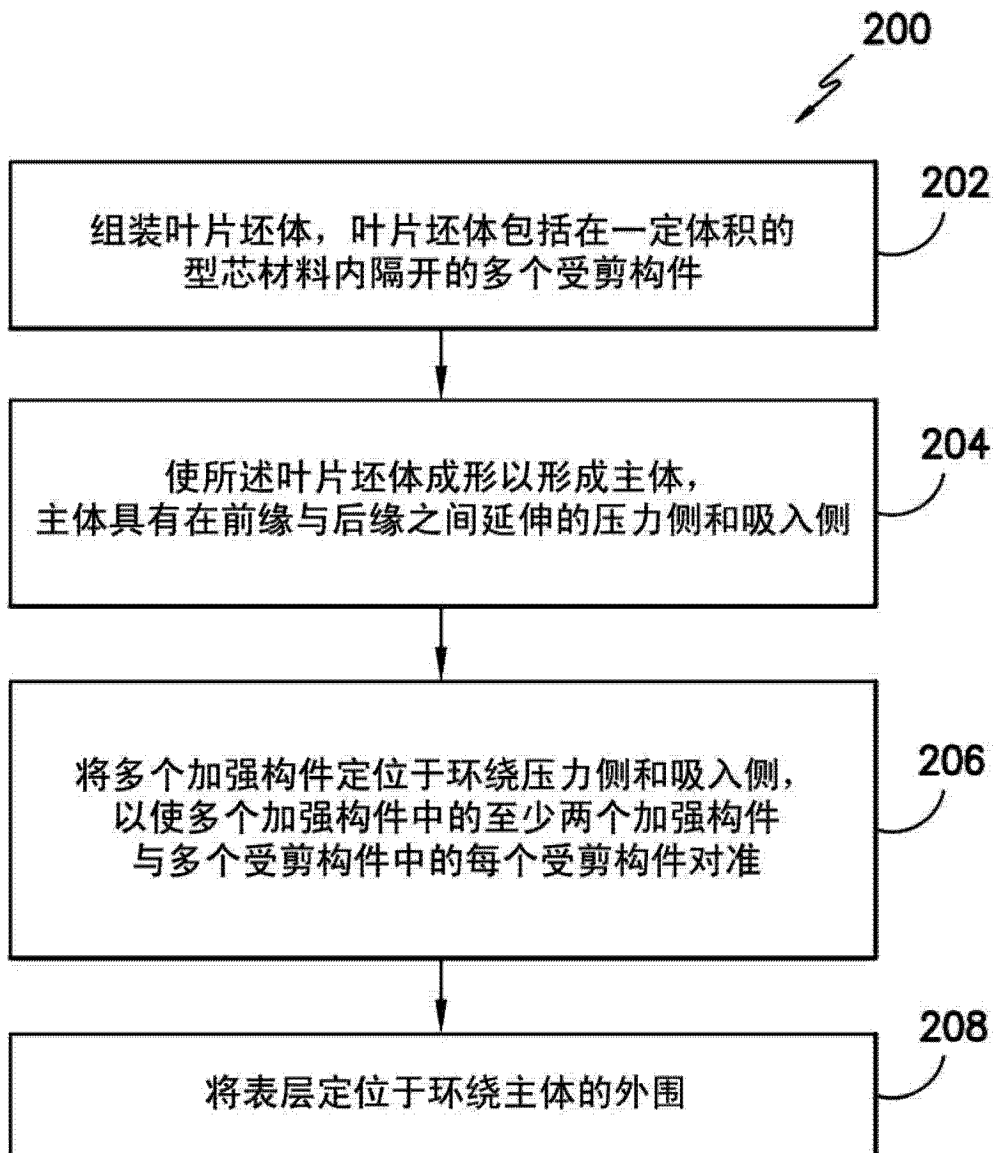 200
202
组装叶片坯体，叶片坯体包括在一定体积的
型芯材料内隔开的多个受剪构件
204
使所述叶片坯体成形以形成主体，
主体具有在前缘与后缘之间延伸的压力侧和吸入侧
206
将多个加强构件定位于环绕压力侧和吸入侧，
以使多个加强构件中的至少两个加强构件
与多个受剪构件中的每个受剪构件对准
208
将表层定位于环绕主体的外围